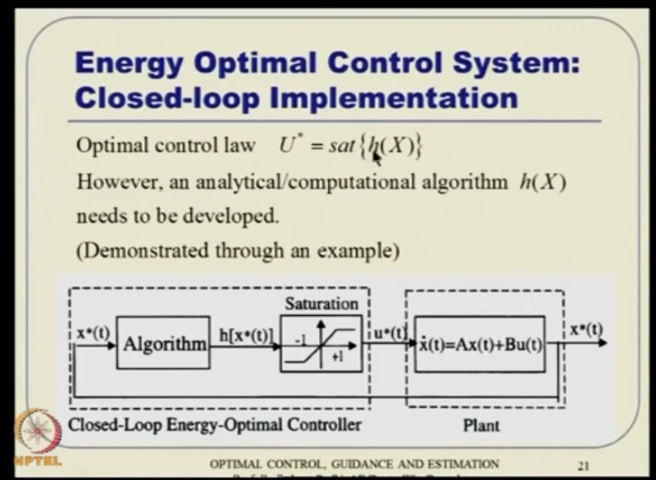 Energy Optimal Control System:
Closed-loop Implementation
Optimal control law U* = sat{h(X)}
However, an analytical/computational algorithm h(X)
needs to be developed.
(Demonstrated through an example)
Saturation
x*(t) Algorithm h[x*(t)] -1 +1 u*(t) ẋ(t)=Ax(t)+Bu(t) x*(t)
Closed-Loop Energy-Optimal Controller Plant
NPTEL
OPTIMAL CONTROL, GUIDANCE AND ESTIMATION 21